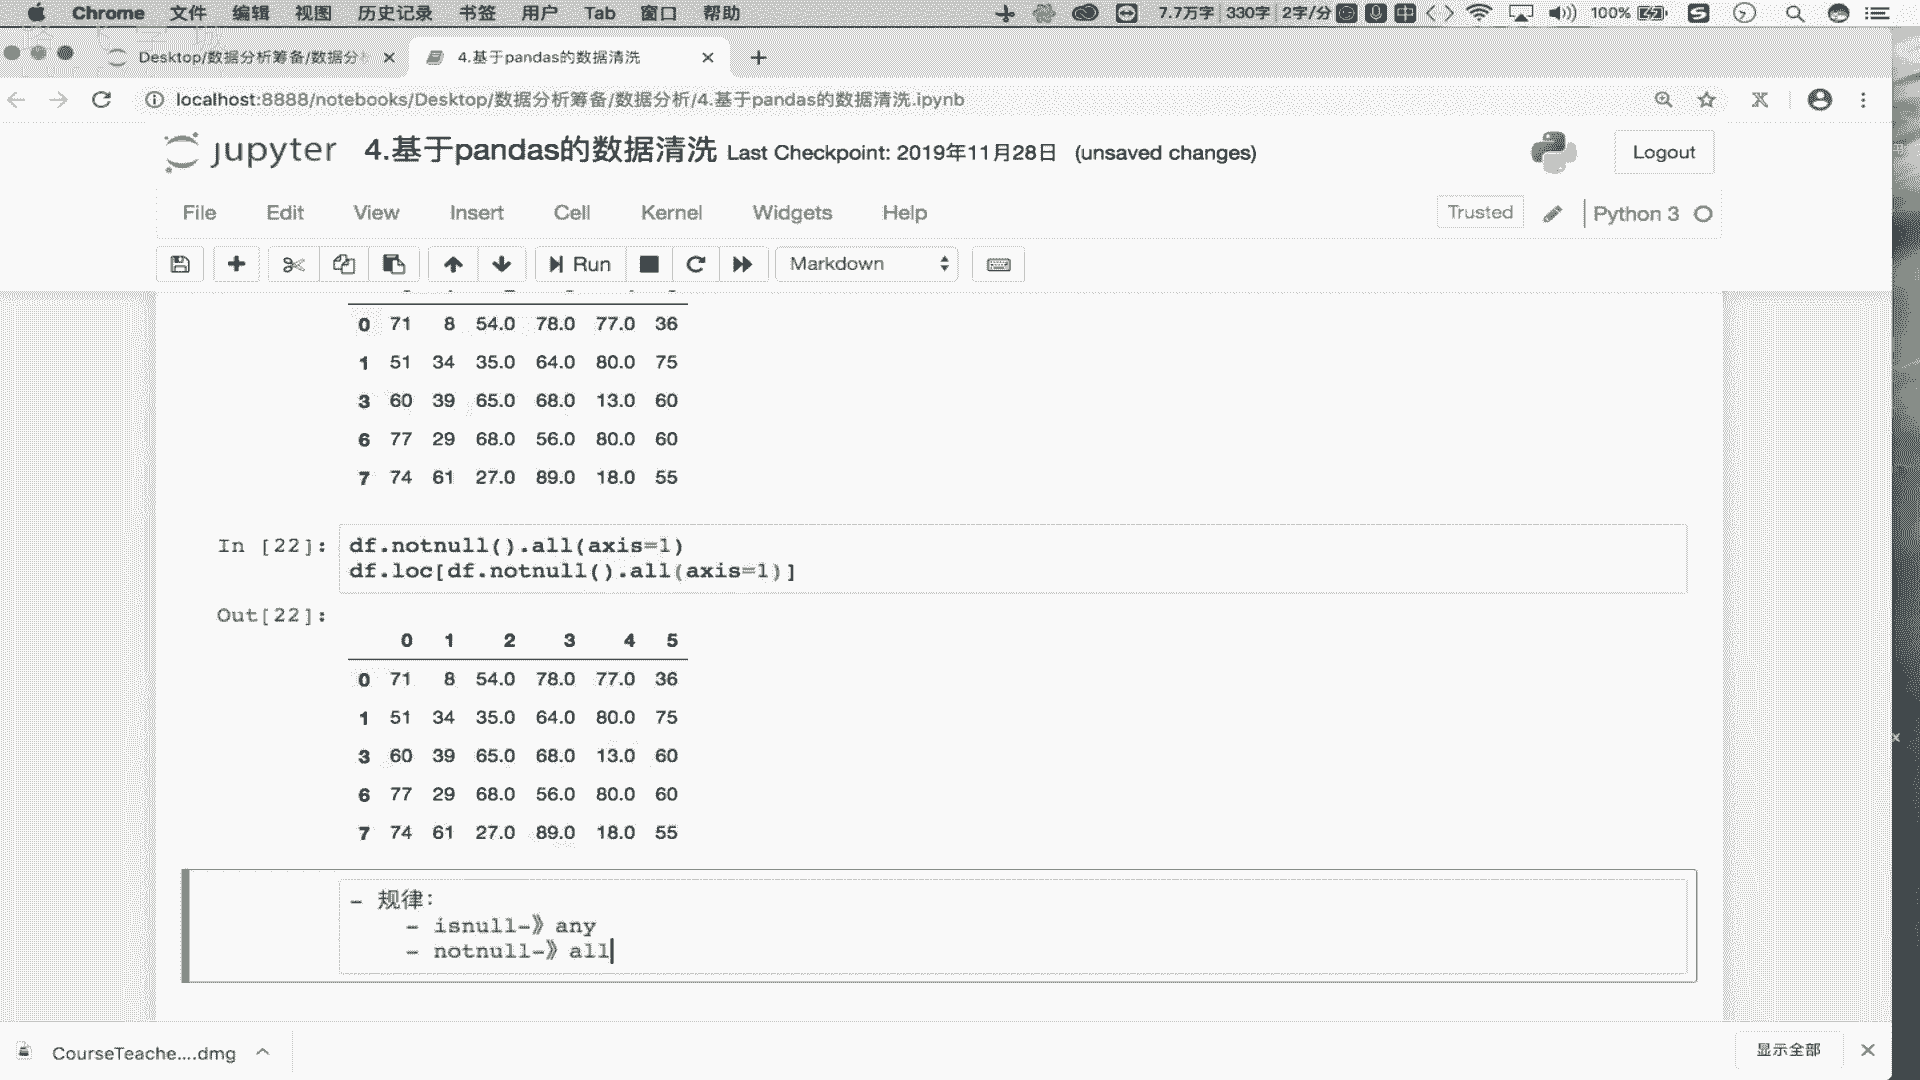 Chrome 文件 编辑 视图 历史记录 书签 用户 Tab 窗口 帮助 7.7万字 330字 2字/分 中 100%
Desktop/数据分析筹备/数据分 4.基于pandas的数据清洗
localhost:8888/notebooks/Desktop/数据分析筹备/数据分析/4.基于pandas的数据清洗.ipynb
jupyter 4.基于pandas的数据清洗 Last Checkpoint: 2019年11月28日 (unsaved changes) Logout
File Edit View Insert Cell Kernel Widgets Help Trusted Python 3
Run Markdown
0 71 8 54.0 78.0 77.0 36
1 51 34 35.0 64.0 80.0 75
3 60 39 65.0 68.0 13.0 60
6 77 29 68.0 56.0 80.0 60
7 74 61 27.0 89.0 18.0 55
In [22]: df.notnull().all(axis=1)
df.loc[df.notnull().all(axis=1)]
Out[22]:
0 1 2 3 4 5
0 71 8 54.0 78.0 77.0 36
1 51 34 35.0 64.0 80.0 75
3 60 39 65.0 68.0 13.0 60
6 77 29 68.0 56.0 80.0 60
7 74 61 27.0 89.0 18.0 55
- 规律：
- isnull-》any
- notnull-》all
CourseTeache....dmg 显示全部